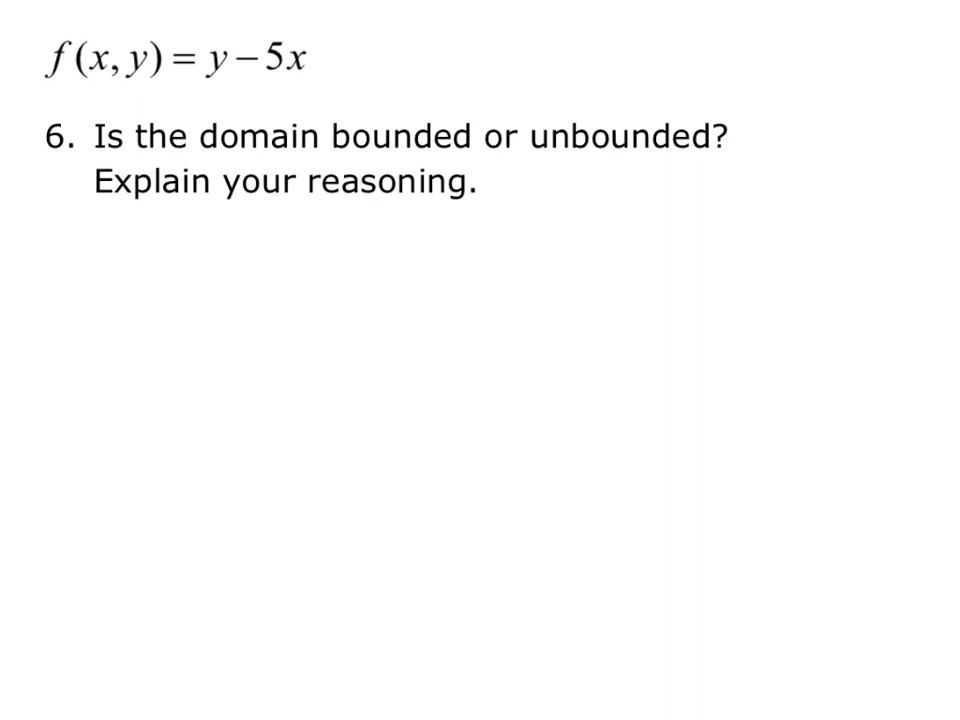 f(x, y) = y − 5x
6. Is the domain bounded or unbounded?
Explain your reasoning.